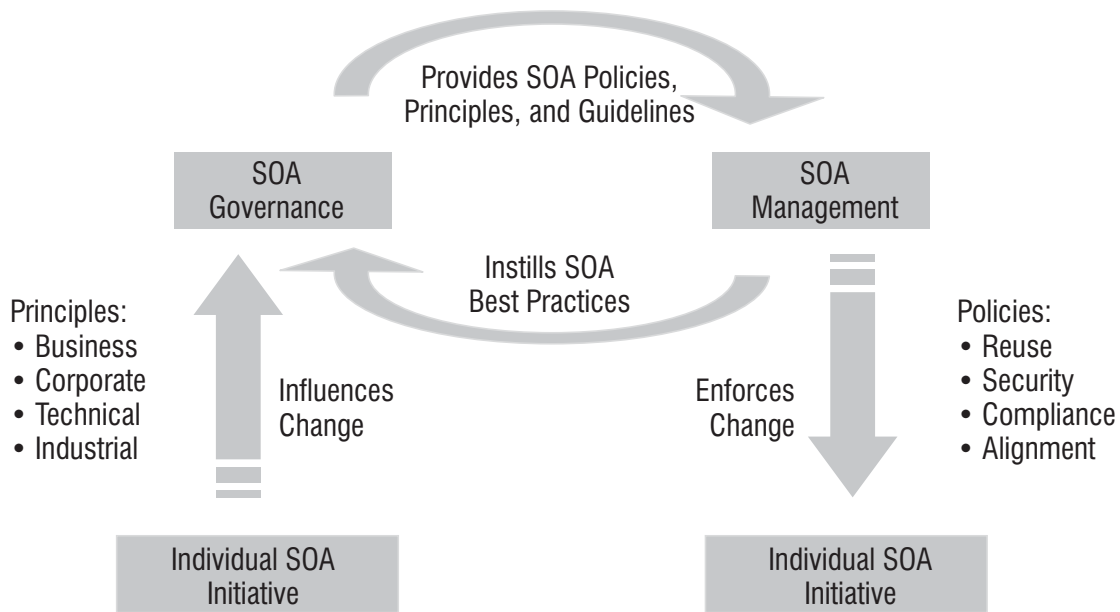 Provides SOA Policies,
Principles, and Guidelines
SOA
Governance
SOA
Management
Instills SOA
Best Practices
Principles:
• Business
• Corporate
• Technical
• Industrial
Influences
Change
Enforces
Change
Policies:
• Reuse
• Security
• Compliance
• Alignment
Individual SOA
Initiative
Individual SOA
Initiative